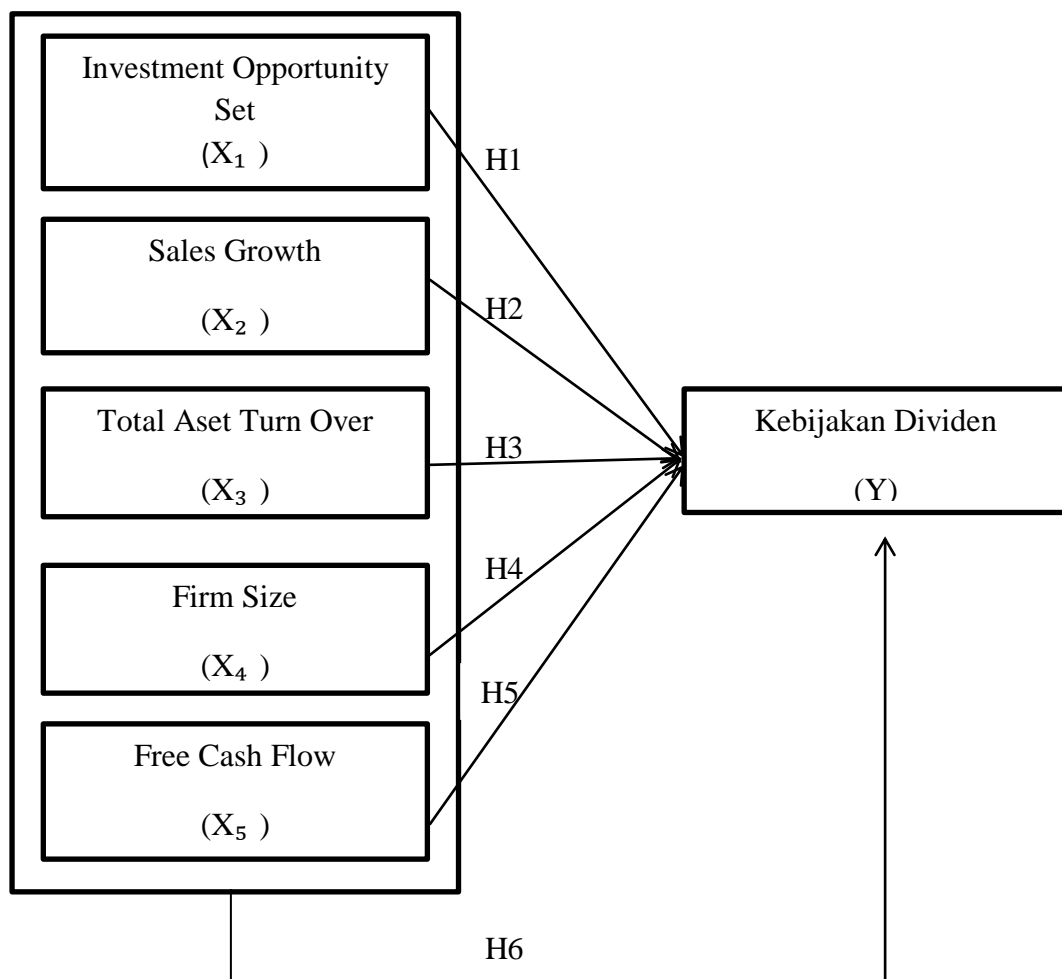 Investment Opportunity
Set
(X₁ )
H1
Sales Growth
(X₂ )
H2
Total Aset Turn Over
(X₃ )
H3
Kebijakan Dividen
(Y)
Firm Size
(X₄ )
H4
Free Cash Flow
(X₅ )
H5
H6